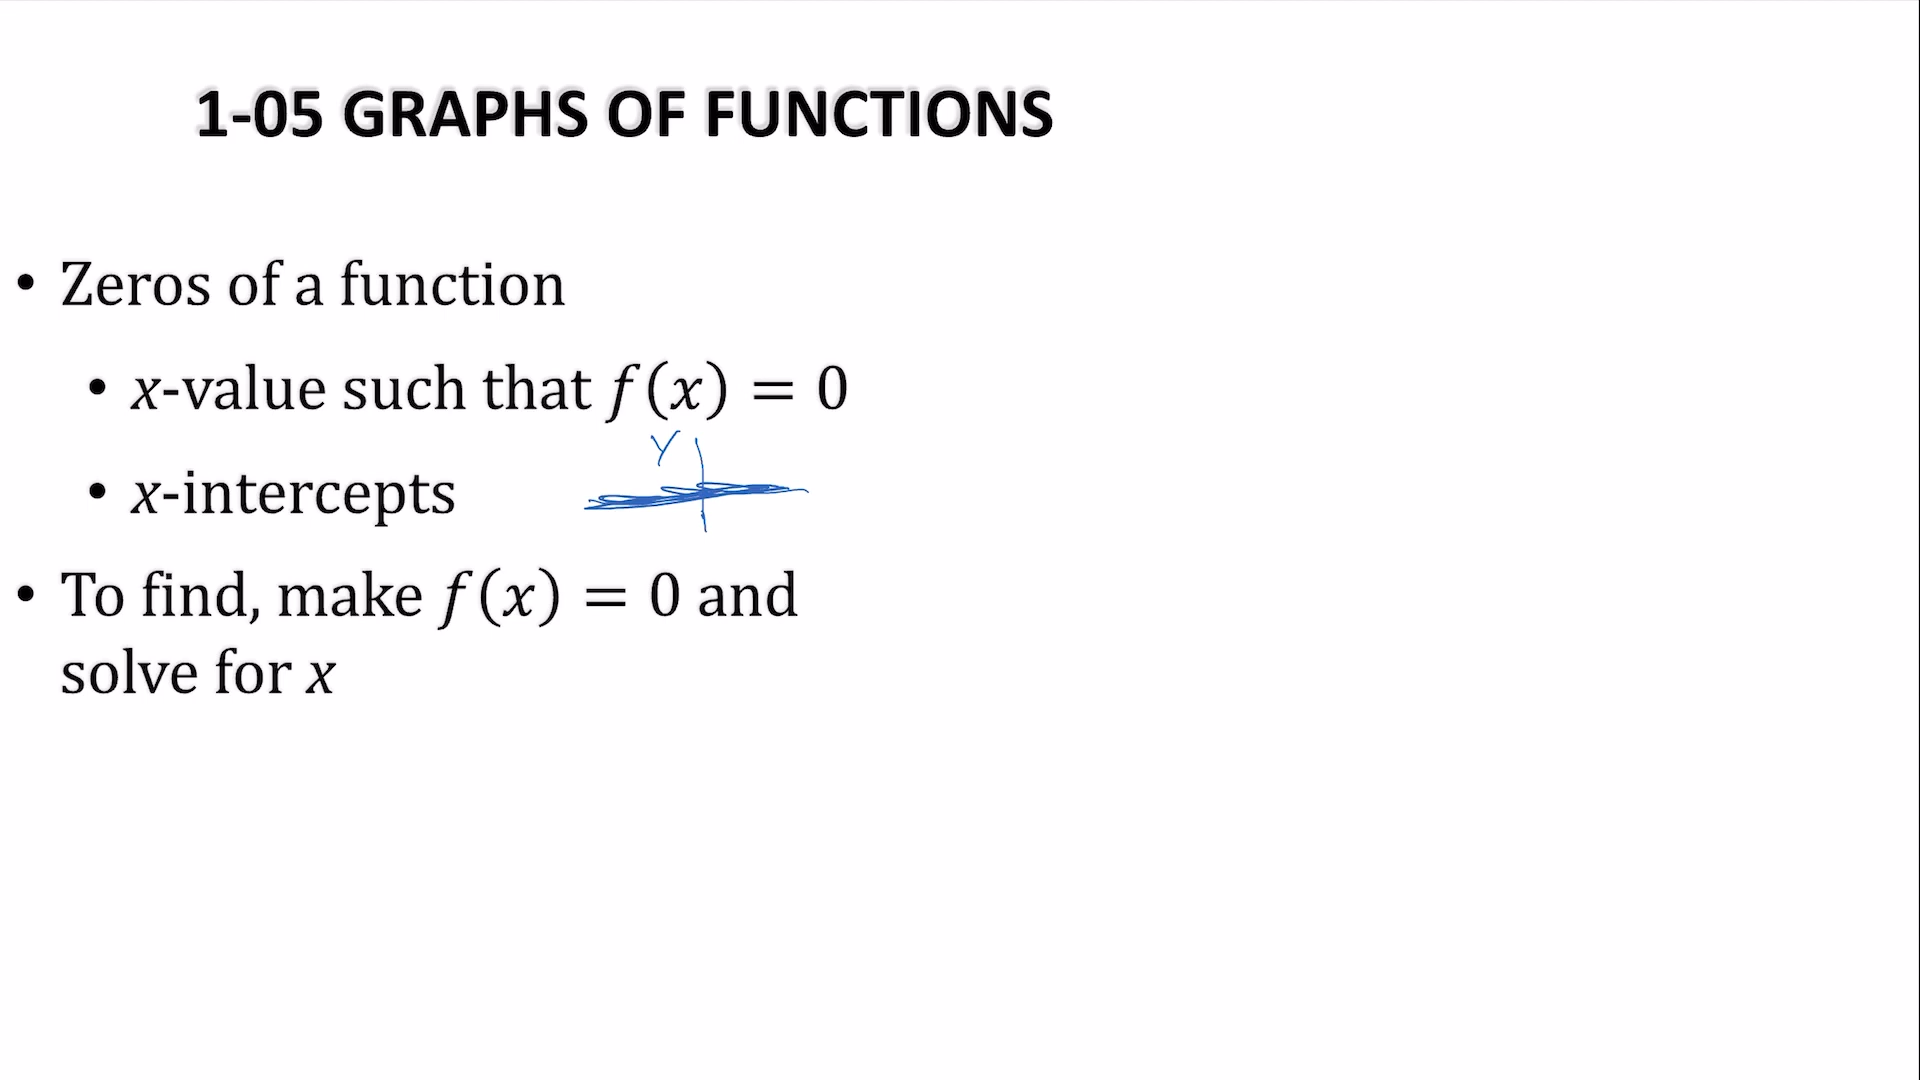 1-05 GRAPHS OF FUNCTIONS
• Zeros of a function
• x-value such that f(x) = 0
Y
• x-intercepts
• To find, make f(x) = 0 and
solve for x